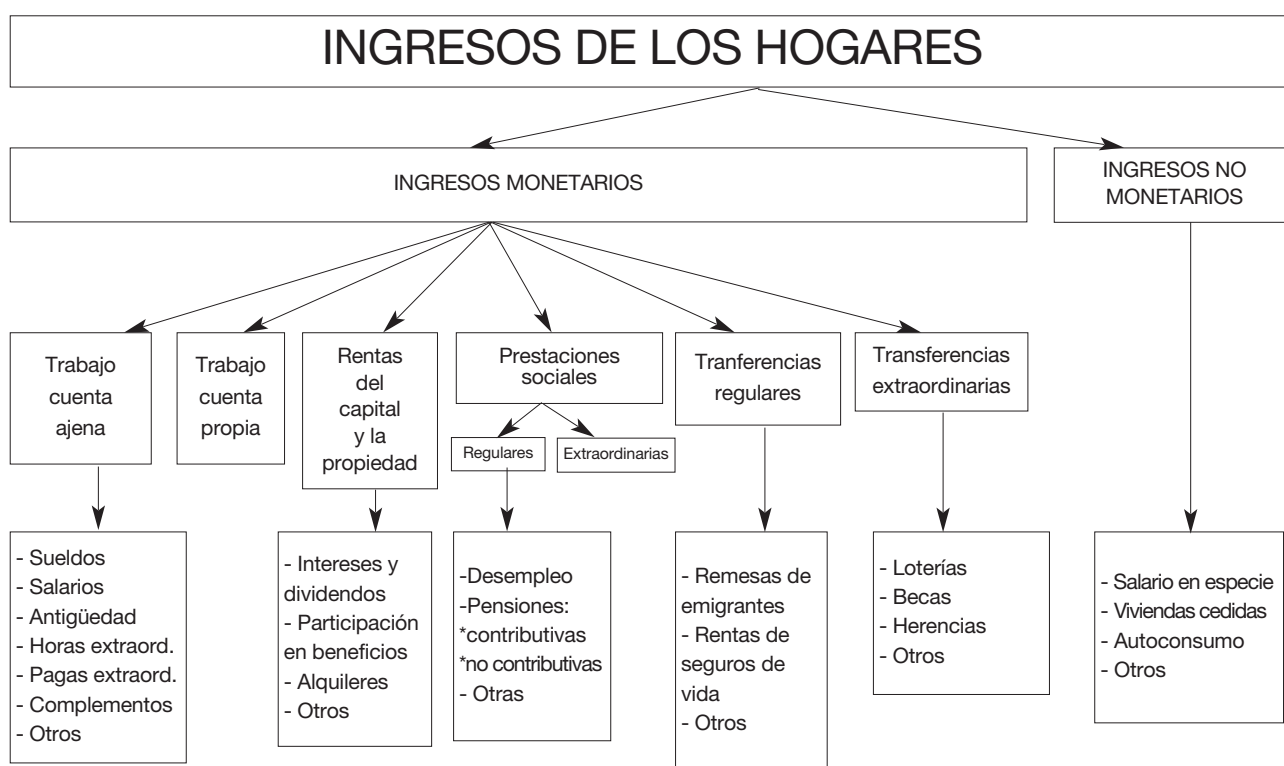 INGRESOS DE LOS HOGARES
INGRESOS MONETARIOS
INGRESOS NO
MONETARIOS
Trabajo
cuenta
ajena
Trabajo
cuenta
propia
Rentas
del
capital
y la
propiedad
Prestaciones
sociales
Regulares
Extraordinarias
Tranferencias
regulares
Transferencias
extraordinarias
- Sueldos
- Salarios
- Antigüedad
- Horas extraord.
- Pagas extraord.
- Complementos
- Otros
- Intereses y
dividendos
- Participación
en beneficios
- Alquileres
- Otros
-Desempleo
-Pensiones:
*contributivas
*no contributivas
- Otras
- Remesas de
emigrantes
- Rentas de
seguros de
vida
- Otros
- Loterías
- Becas
- Herencias
- Otros
- Salario en especie
- Viviendas cedidas
- Autoconsumo
- Otros